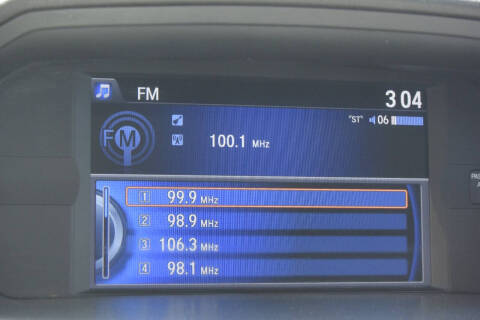 FM
3 04
"ST" 06
FM
100.1 MHz
1 99.9 MHz
2 98.9 MHz
3 106.3 MHz
4 98.1 MHz